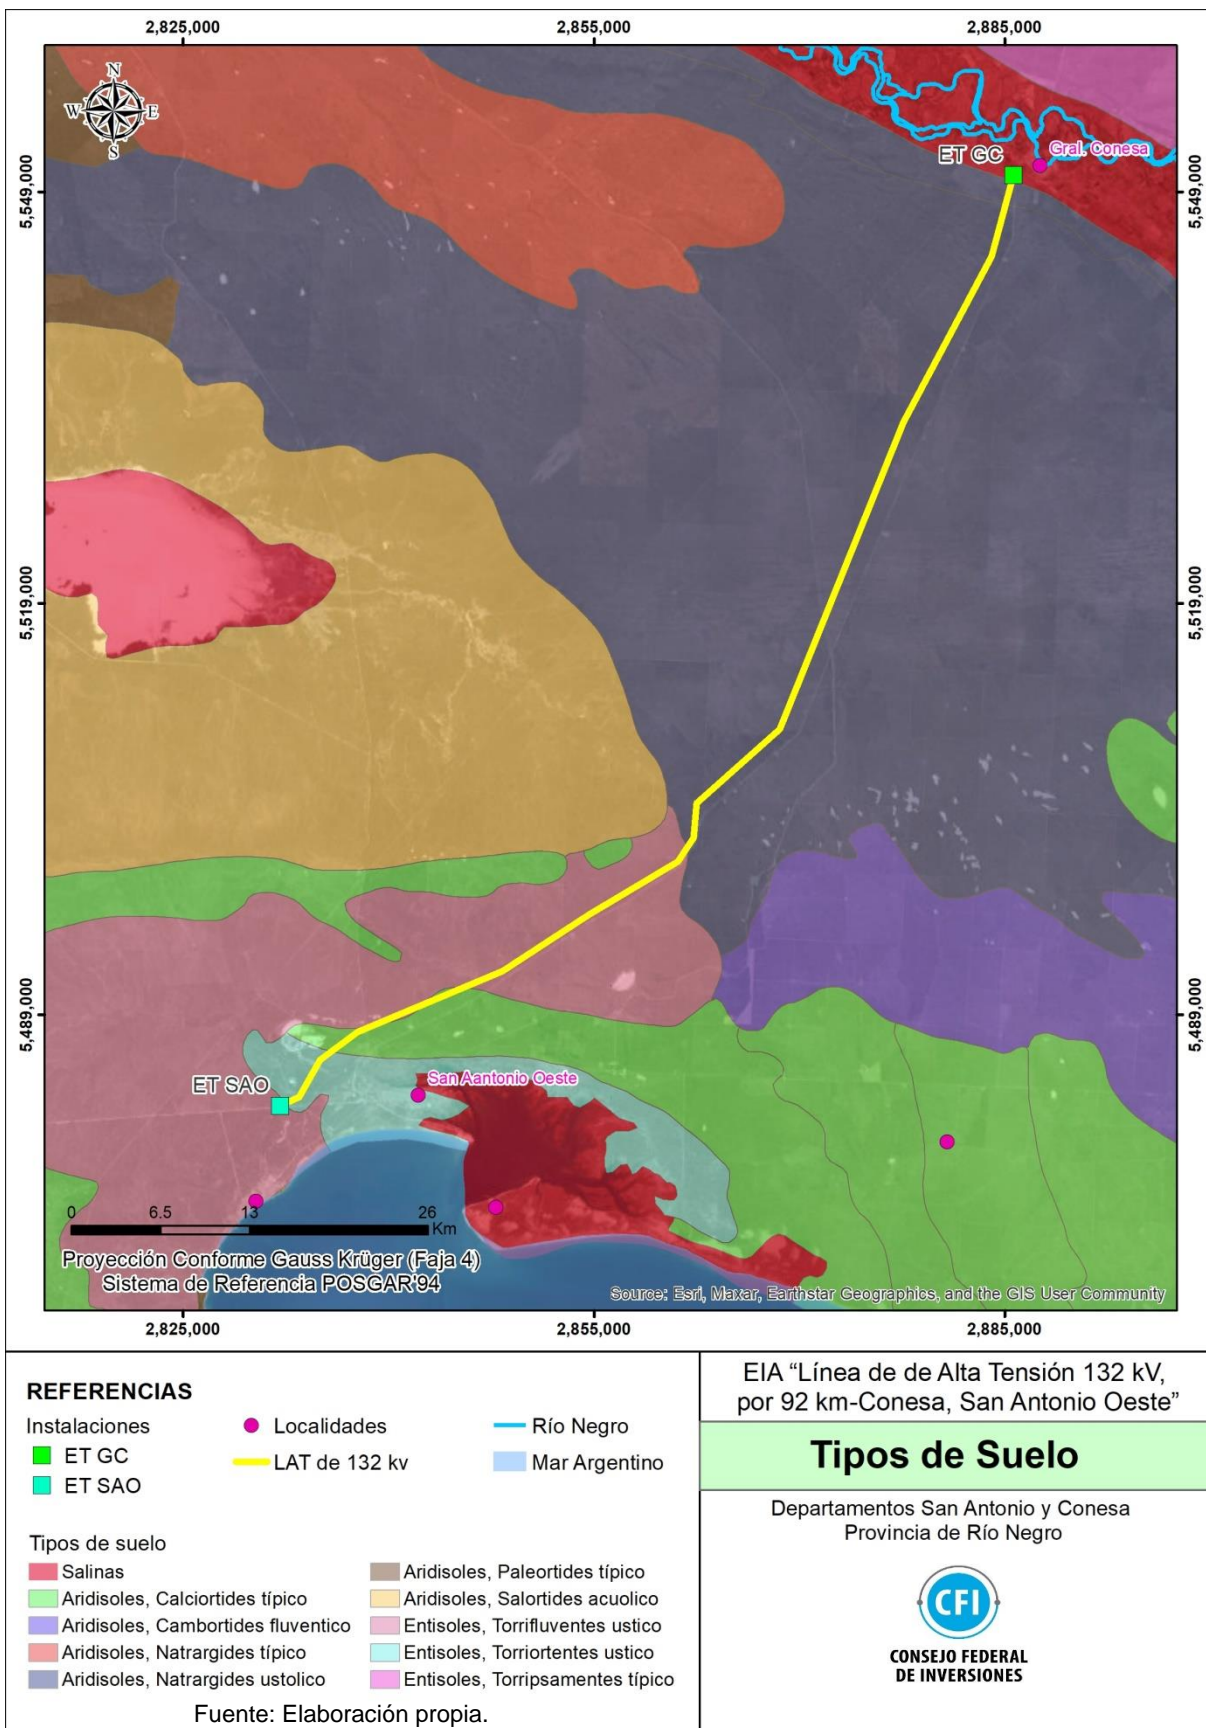 2,825,000
2,855,000
2,885,000
N
W
E
S
5,549,000
5,549,000
ET GC
Gral. Conesa
5,519,000
5,519,000
5,489,000
5,489,000
ET SAO
San Aantonio Oeste
0
6.5
13
26
Km
Proyección Conforme Gauss Krüger (Faja 4)
Sistema de Referencia POSGAR'94
Source: Esri, Maxar, Earthstar Geographics, and the GIS User Community
2,825,000
2,855,000
2,885,000
REFERENCIAS
Instalaciones
ET GC
ET SAO
Localidades
LAT de 132 kv
Río Negro
Mar Argentino
Tipos de suelo
Salinas
Aridisoles, Calciortides típico
Aridisoles, Cambortides fluventico
Aridisoles, Natrargides típico
Aridisoles, Natrargides ustolico
Aridisoles, Paleortides típico
Aridisoles, Salortides acuolico
Entisoles, Torrifluventes ustico
Entisoles, Torriortentes ustico
Entisoles, Torripsamentes típico
Fuente: Elaboración propia.
EIA “Línea de de Alta Tensión 132 kV,
por 92 km-Conesa, San Antonio Oeste”
Tipos de Suelo
Departamentos San Antonio y Conesa
Provincia de Río Negro
CFI
CONSEJO FEDERAL
DE INVERSIONES